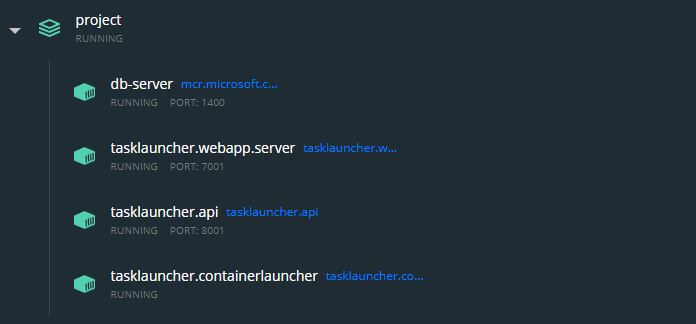 project
RUNNING
db-server mcr.microsoft.c...
RUNNING PORT: 1400
tasklauncher.webapp.server tasklauncher.w...
RUNNING PORT: 7001
tasklauncher.api tasklauncher.api
RUNNING PORT: 8001
tasklauncher.containerlauncher tasklauncher.co...
RUNNING